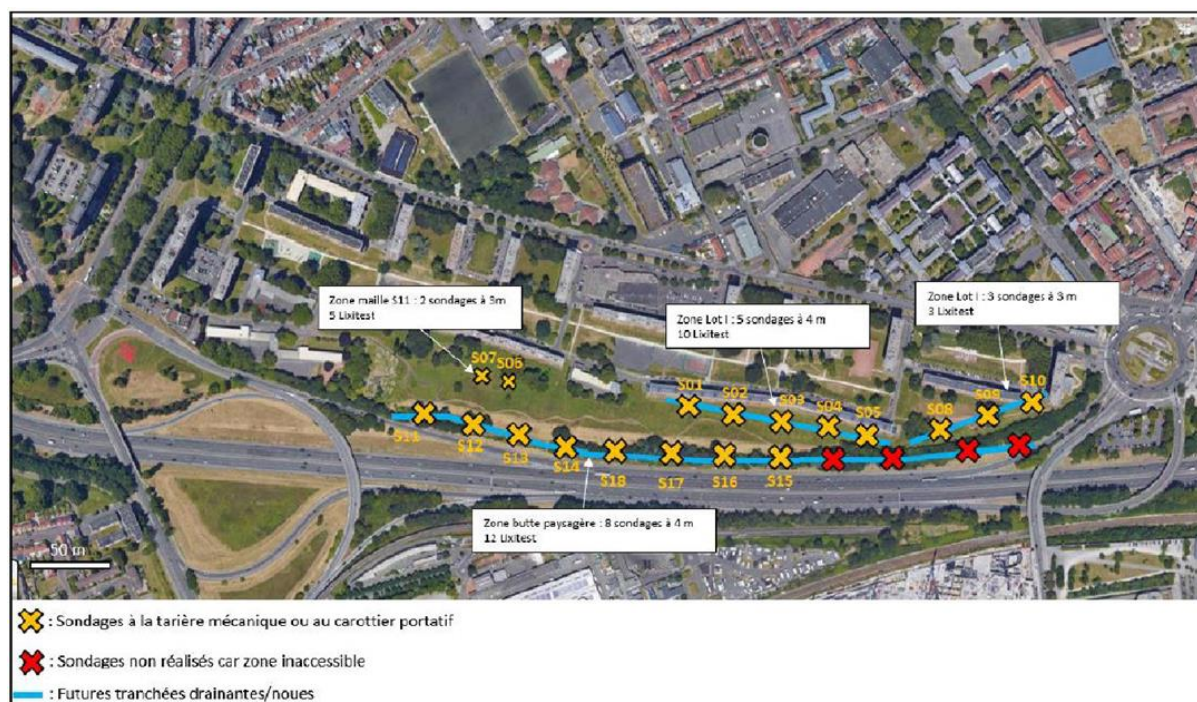 Zone maille S11 : 2 sondages à 3m
5 Lixitest
Zone Lot I : 5 sondages à 4 m
10 Lixitest
Zone Lot I : 3 sondages à 3 m
3 Lixitest
S07
S06
S01
S02
S03
S04
S05
S08
S09
S10
S11
S12
S13
S14
S18
S17
S16
S15
Zone butte paysagère : 8 sondages à 4 m
12 Lixitest
50 m
: Sondages à la tarière mécanique ou au carottier portatif
: Sondages non réalisés car zone inaccessible
: Futures tranchées drainantes/noues